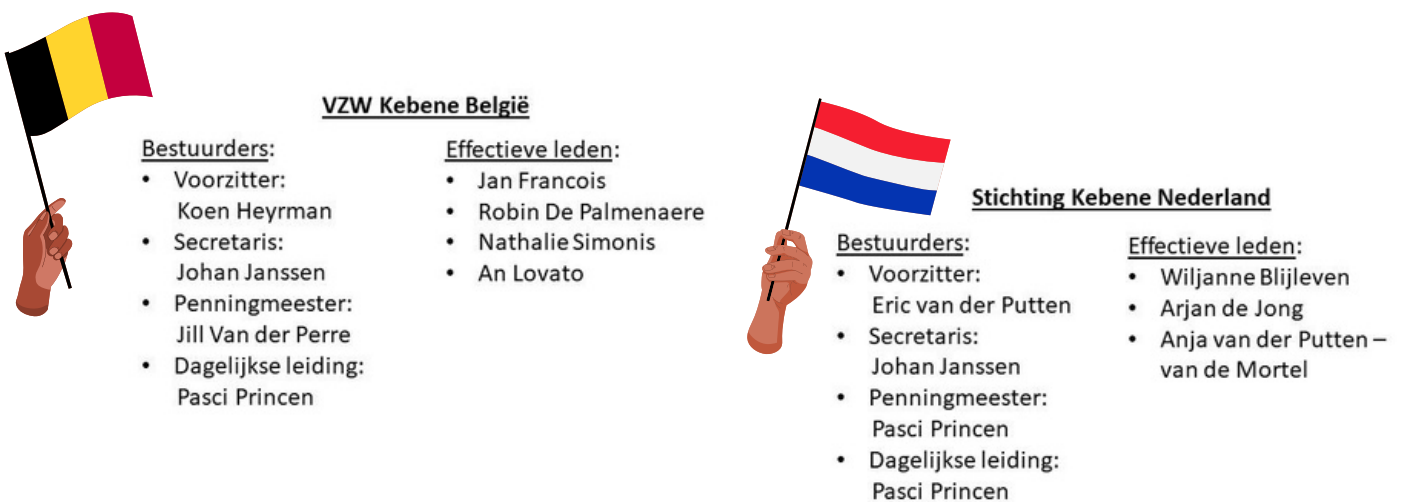 VZW Kebene België
Bestuurders:
• Voorzitter:
Koen Heyrman
• Secretaris:
Johan Janssen
• Penningmeester:
Jill Van der Perre
• Dagelijkse leiding:
Pasci Princen
Effectieve leden:
• Jan Francois
• Robin De Palmenaere
• Nathalie Simonis
• An Lovato
Stichting Kebene Nederland
Bestuurders:
• Voorzitter:
Eric van der Putten
• Secretaris:
Johan Janssen
• Penningmeester:
Pasci Princen
• Dagelijkse leiding:
Pasci Princen
Effectieve leden:
• Wiljanne Blijleven
• Arjan de Jong
• Anja van der Putten –
van de Mortel